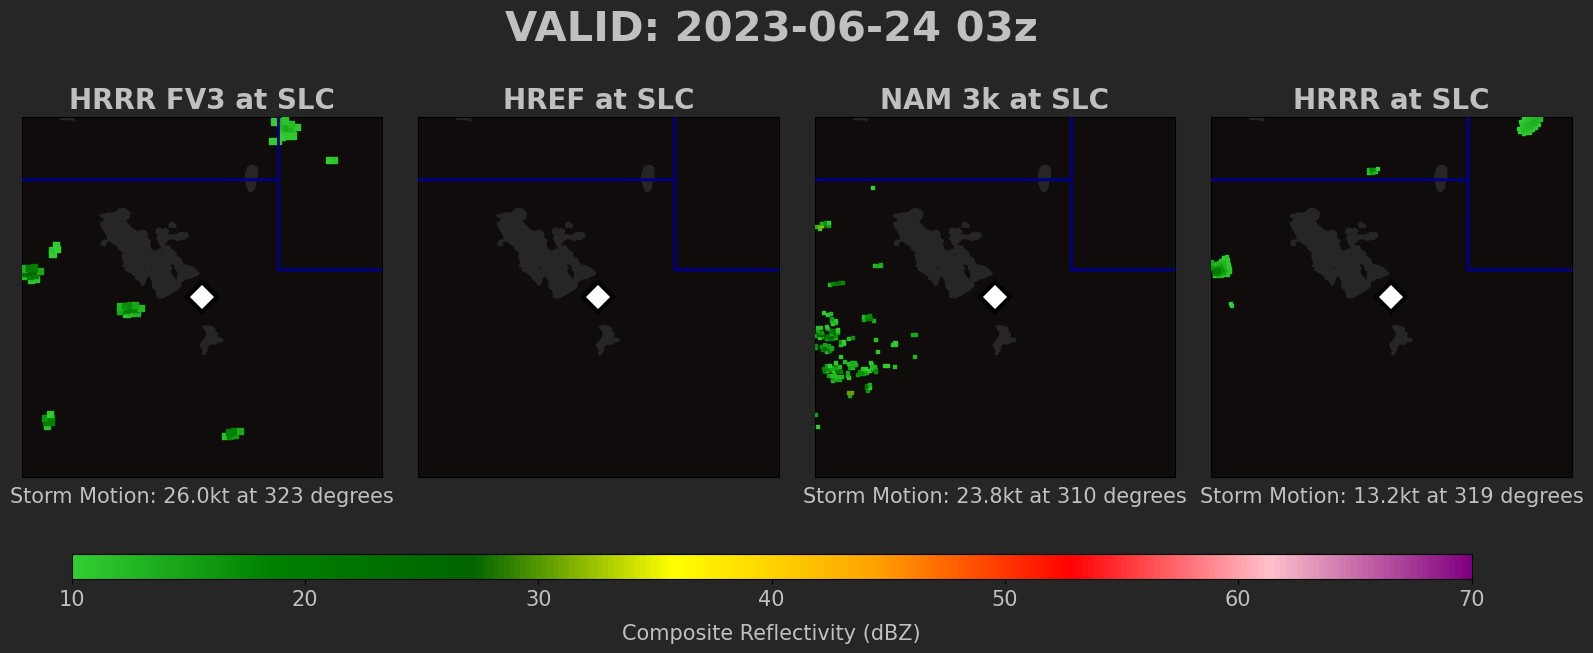 VALID: 2023-06-24 03z
HRRR FV3 at SLC
HREF at SLC
NAM 3k at SLC
HRRR at SLC
Storm Motion: 26.0kt at 323 degrees
Storm Motion: 23.8kt at 310 degrees
Storm Motion: 13.2kt at 319 degrees
10 20 30 40 50 60 70
Composite Reflectivity (dBZ)